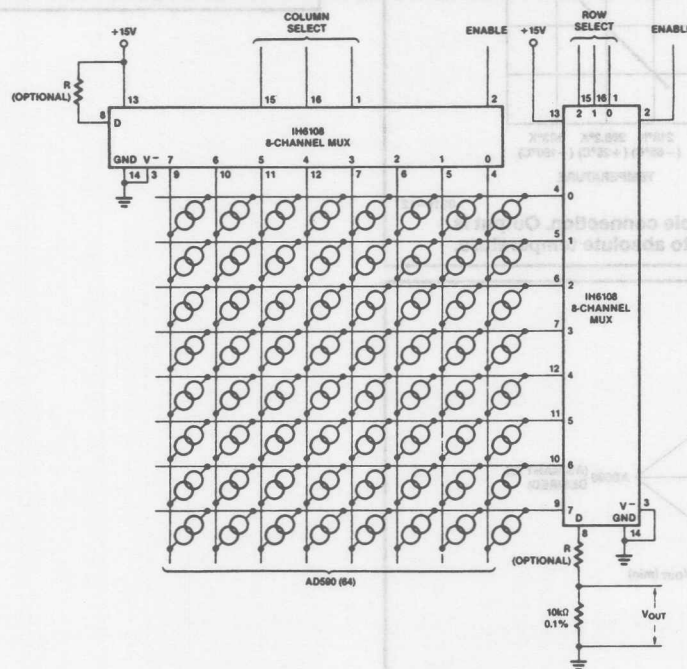 COLUMN
SELECT
ROW
SELECT
+15V
ENABLE
+15V
ENABLE
R
(OPTIONAL)
13
15
16
1
2
15
16
1
13
2
1
0
2
8
D
IH6108
8-CHANNEL MUX
GND
V−
7
6
5
4
3
2
1
0
14
3
9
10
11
12
7
6
5
4
4
0
5
1
6
2
7
3
12
4
11
5
10
6
9
7
IH6108
8-CHANNEL
MUX
V−
3
D
GND
8
14
AD590 (64)
R
(OPTIONAL)
10kΩ
0.1%
VOUT